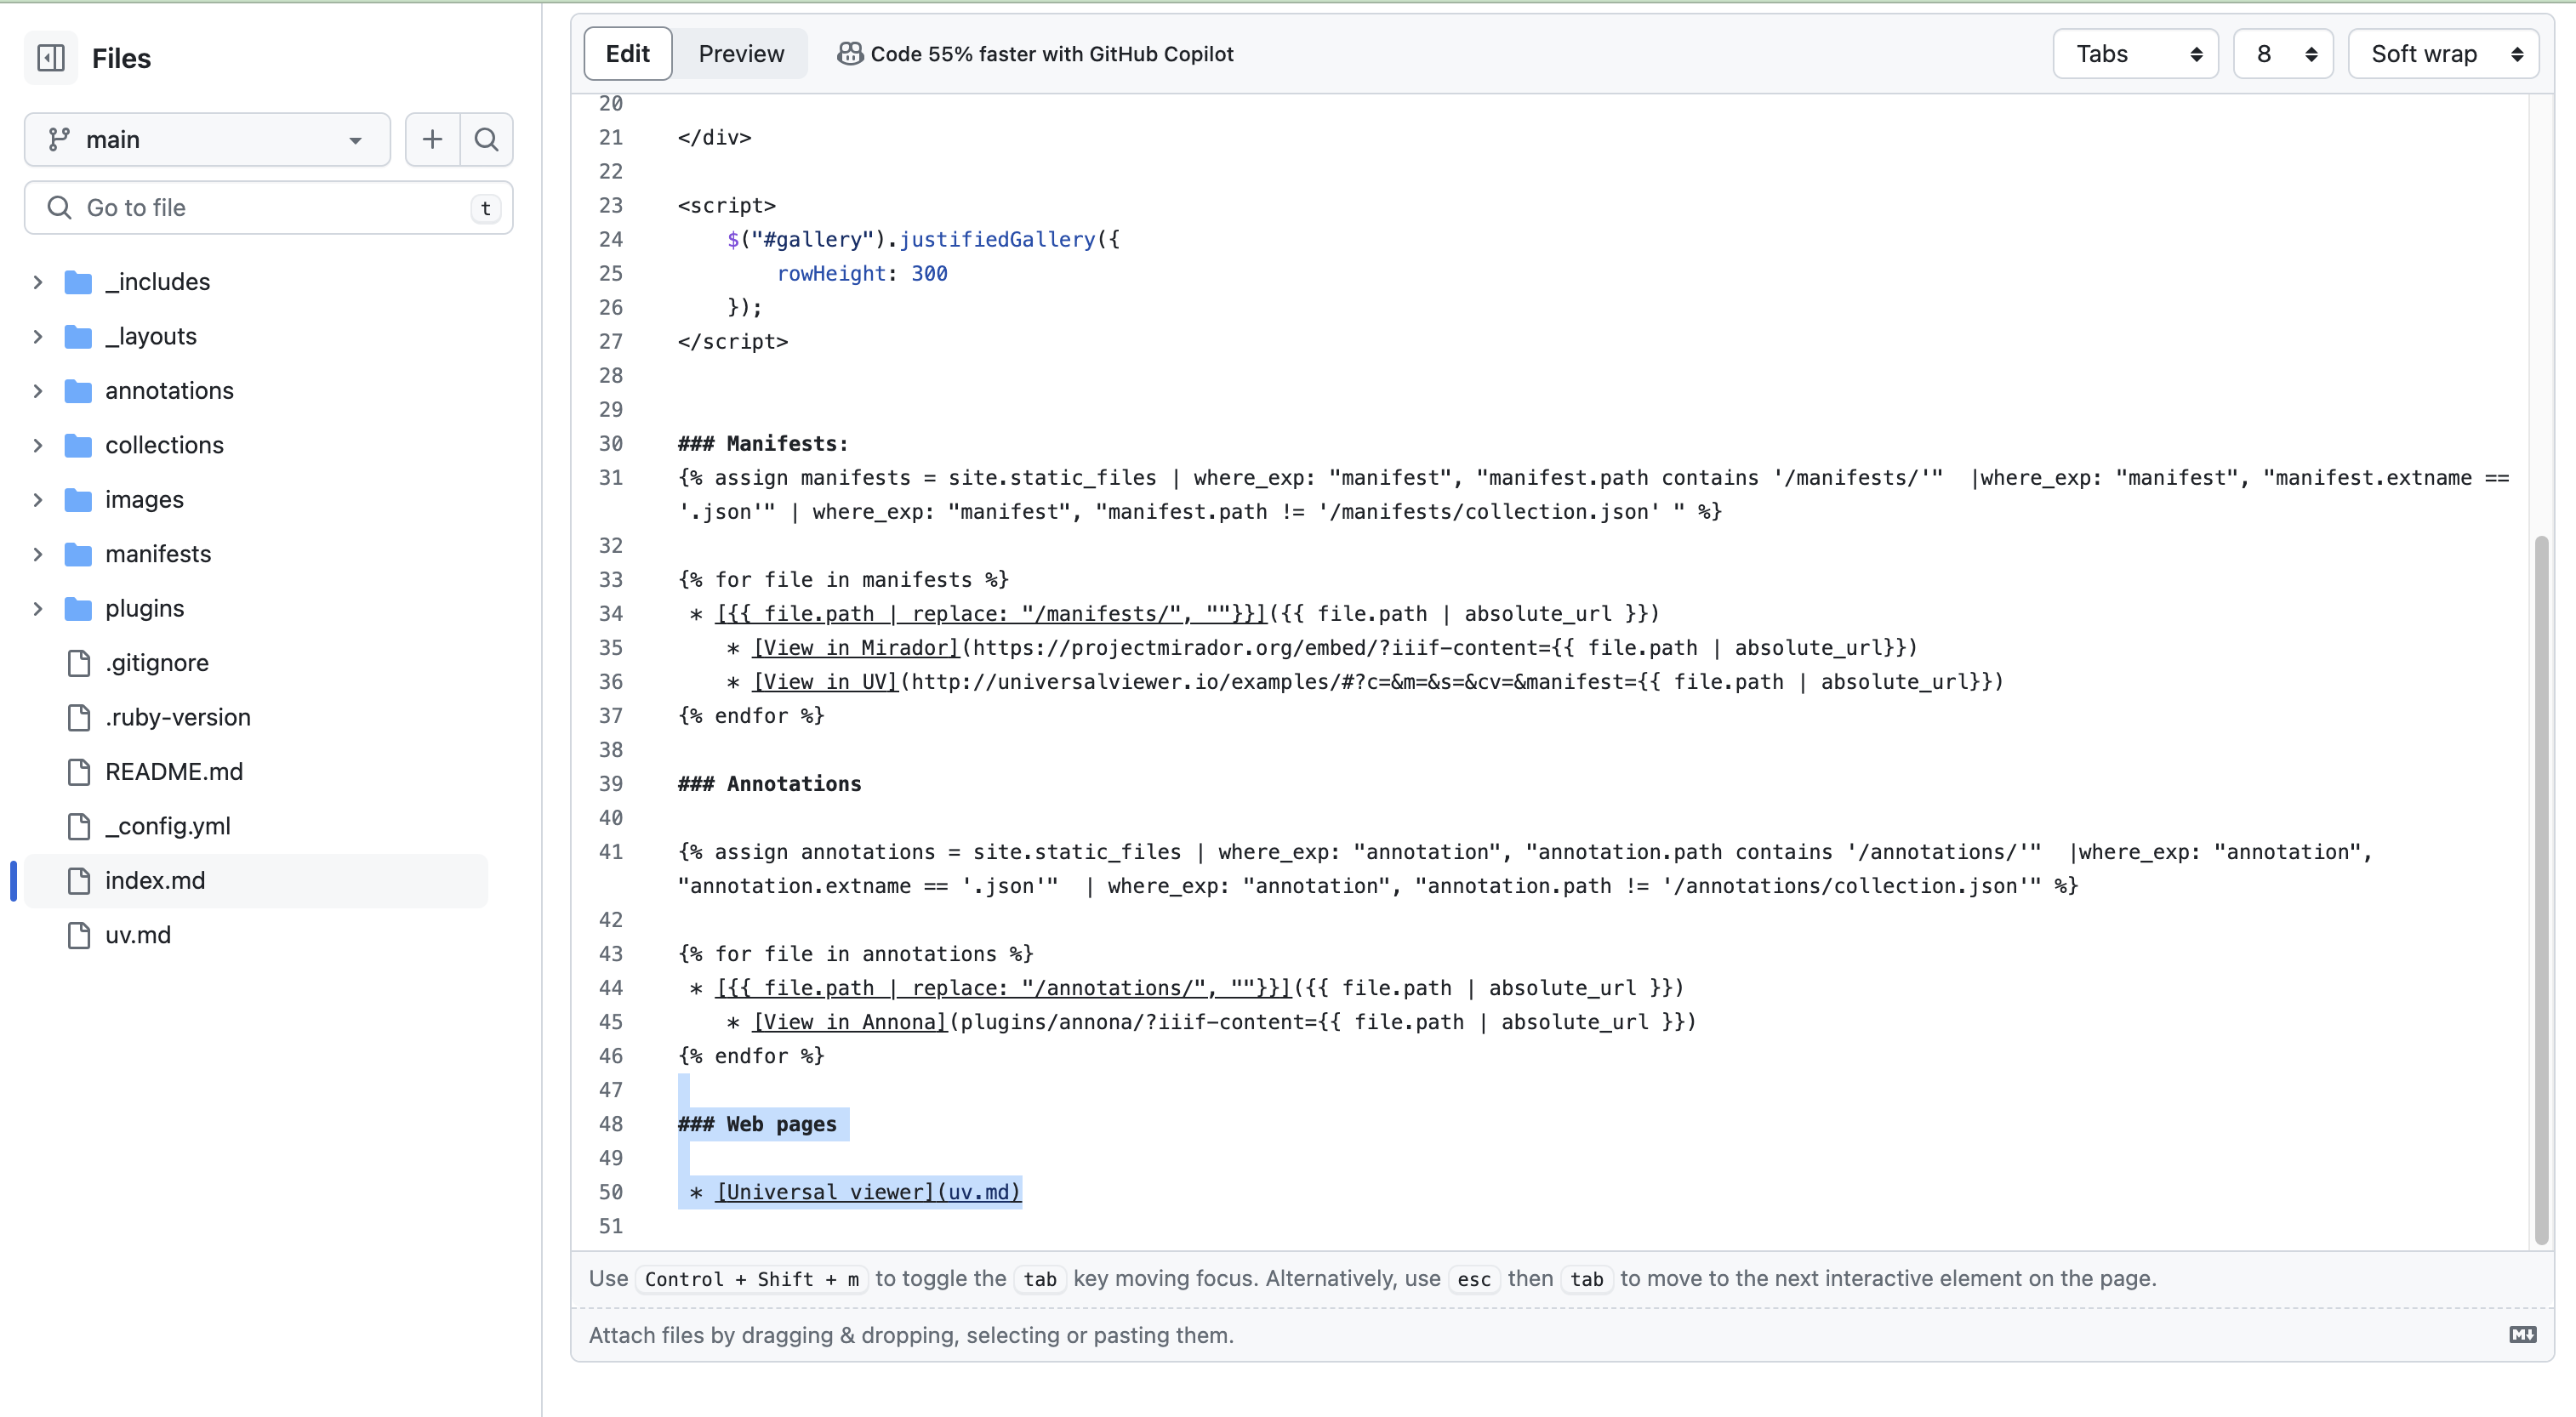 Files
main
Go to file
t
_includes
_layouts
annotations
collections
images
manifests
plugins
.gitignore
.ruby-version
README.md
_config.yml
index.md
uv.md
Edit Preview Code 55% faster with GitHub Copilot Tabs 8 Soft wrap
20
21 </div>
22
23 <script>
24     $("#gallery").justifiedGallery({
25         rowHeight: 300
26     });
27 </script>
28
29
30 ### Manifests:
31 {% assign manifests = site.static_files | where_exp: "manifest", "manifest.path contains '/manifests/'"  |where_exp: "manifest", "manifest.extname ==
'.json'" | where_exp: "manifest", "manifest.path != '/manifests/collection.json' " %}
32
33 {% for file in manifests %}
34  * [{{ file.path | replace: "/manifests/", ""}}]({{ file.path | absolute_url }})
35     * [View in Mirador](https://projectmirador.org/embed/?iiif-content={{ file.path | absolute_url}})
36     * [View in UV](http://universalviewer.io/examples/#?c=&m=&s=&cv=&manifest={{ file.path | absolute_url}})
37 {% endfor %}
38
39 ### Annotations
40
41 {% assign annotations = site.static_files | where_exp: "annotation", "annotation.path contains '/annotations/'"  |where_exp: "annotation",
"annotation.extname == '.json'"  | where_exp: "annotation", "annotation.path != '/annotations/collection.json'" %}
42
43 {% for file in annotations %}
44  * [{{ file.path | replace: "/annotations/", ""}}]({{ file.path | absolute_url }})
45     * [View in Annona](plugins/annona/?iiif-content={{ file.path | absolute_url }})
46 {% endfor %}
47
48 ### Web pages
49
50  * [Universal viewer](uv.md)
51
Use Control + Shift + m to toggle the tab key moving focus. Alternatively, use esc then tab to move to the next interactive element on the page.
Attach files by dragging & dropping, selecting or pasting them.
M↓